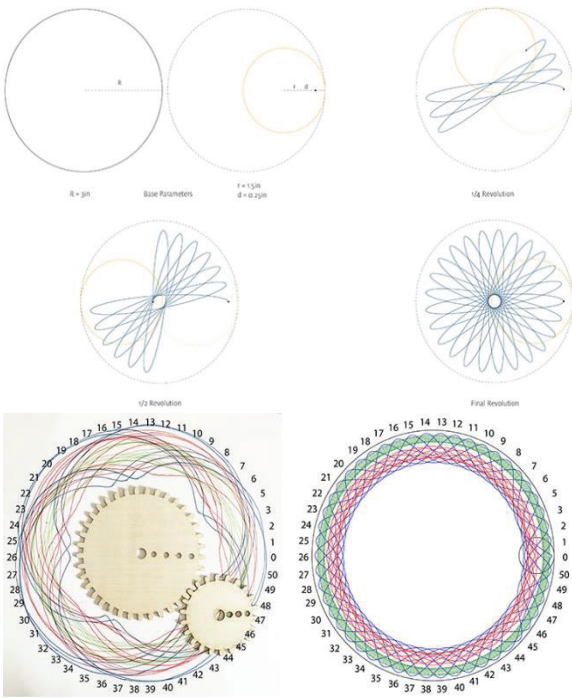 R
r d
R = 3in
Base Parameters
r = 1.5in
d = 0.25in
1/4 Revolution
1/2 Revolution
Final Revolution
0 1 2 3 5 6 7 8 9 10 11 12 13 14 15 16 17 18 19 20 21 22 23 24 25 26 27 28 29 30 31 32 33 34 35 36 37 38 39 40 41 42 43 44 45 46 47 48 49 50
0 1 2 3 5 6 7 8 9 10 11 12 13 14 15 16 17 18 19 20 21 22 23 24 25 26 27 28 29 30 31 32 33 34 35 36 37 38 39 40 41 42 43 44 45 46 47 48 49 50